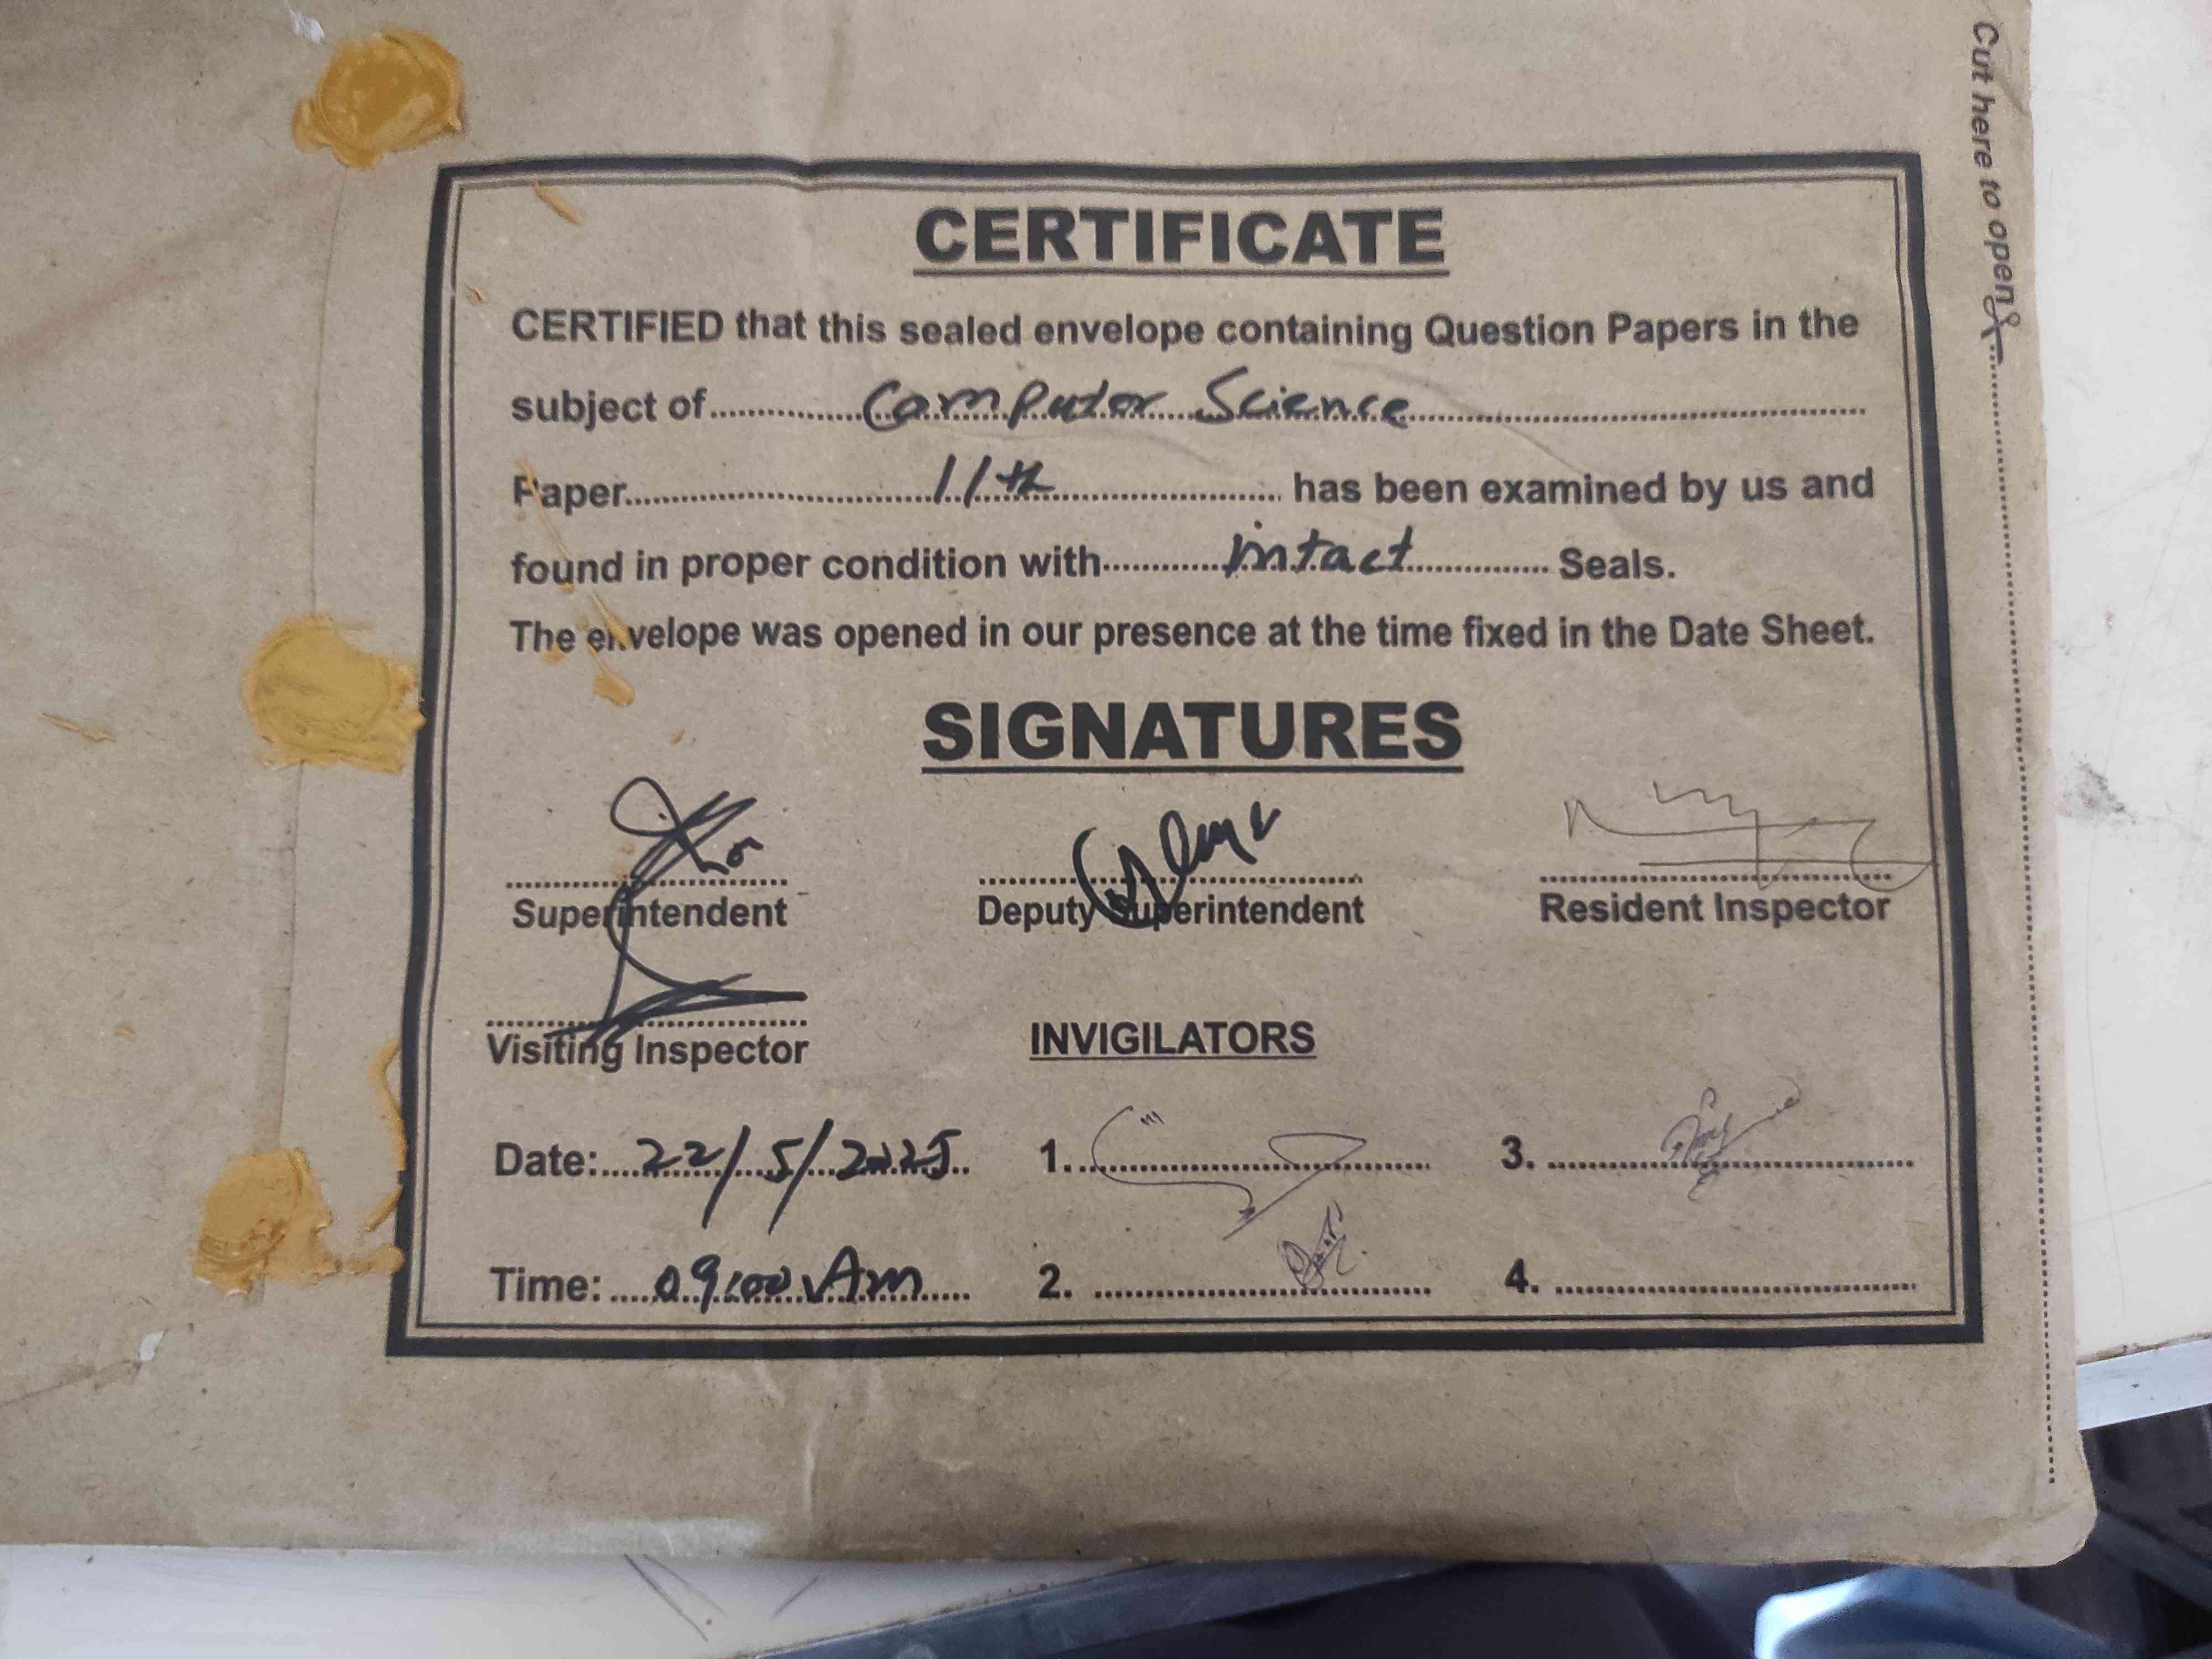 CERTIFICATE
CERTIFIED that this sealed envelope containing Question Papers in the
subject of Computer Science
Paper 11th has been examined by us and
found in proper condition with intact Seals.
The envelope was opened in our presence at the time fixed in the Date Sheet.
SIGNATURES
Superintendent Deputy Superintendent Resident Inspector
Visiting Inspector INVIGILATORS
Date: 22/5/2025 1. 3.
Time: 09:00 Am 2. 4.
Cut here to open